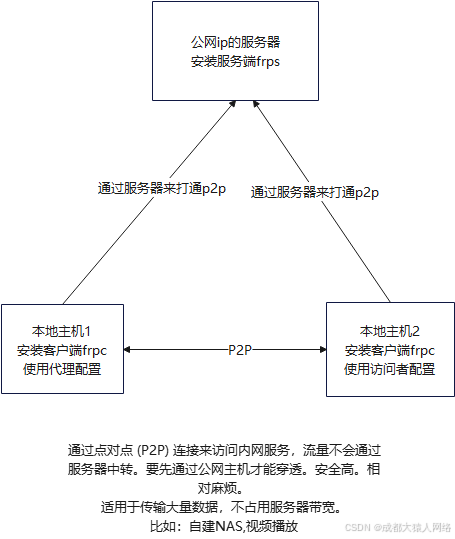 公网ip的服务器
安装服务端frps
通过服务器来打通p2p
通过服务器来打通p2p
本地主机1
安装客户端frpc
使用代理配置
P2P
本地主机2
安装客户端frpc
使用访问者配置
通过点对点 (P2P) 连接来访问内网服务，流量不会通过
服务器中转。要先通过公网主机才能穿透。安全高。相
对麻烦。
适用于传输大量数据，不占用服务器带宽。
比如：自建NAS,视频播放
CSDN @成都大猿人网络